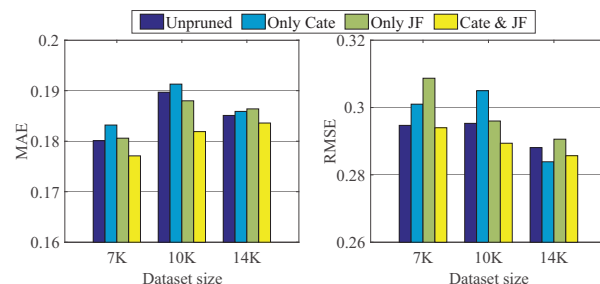 Unpruned Only Cate Only JF Cate & JF
0.2
0.19
0.18
0.17
0.16
MAE
7K 10K 14K
Dataset size
0.32
0.3
0.28
0.26
RMSE
7K 10K 14K
Dataset size